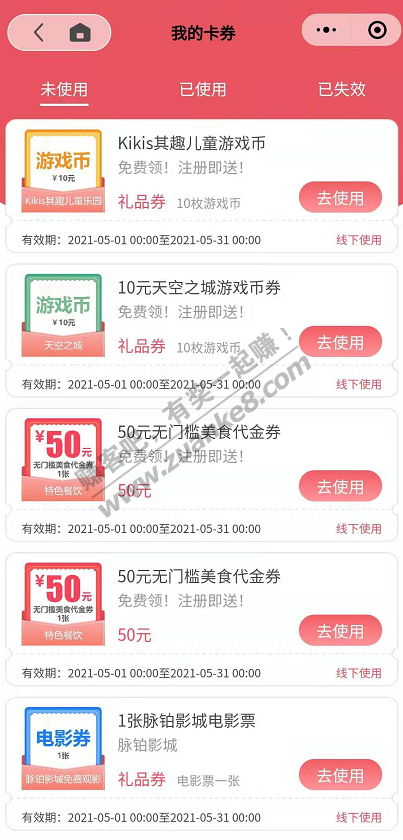 我的卡券
未使用 已使用 已失效
游戏币
¥10元
Kikis其趣儿童乐园
Kikis其趣儿童游戏币
免费领！注册即送！
礼品券 10枚游戏币
去使用
有效期：2021-05-01 00:00至2021-05-31 00:00 线下使用
游戏币
¥10元
天空之城
10元天空之城游戏币券
免费领！注册即送！
礼品券 10枚游戏币
去使用
有效期：2021-05-01 00:00至2021-05-31 00:00 线下使用
¥50元
无门槛美食代金券
1张
特色餐饮
50元无门槛美食代金券
免费领！注册即送！
50元
去使用
有效期：2021-05-01 00:00至2021-05-31 00:00 线下使用
¥50元
无门槛美食代金券
1张
特色餐饮
50元无门槛美食代金券
免费领！注册即送！
50元
去使用
有效期：2021-05-01 00:00至2021-05-31 00:00 线下使用
电影券
1张
脉铂影城免费观影
1张脉铂影城电影票
脉铂影城
礼品券 电影票一张
去使用
有效期：2021-05-01 00:00至2021-05-31 00:00 线下使用
赚客吧，有奖一起赚！
www.zuanke8.com